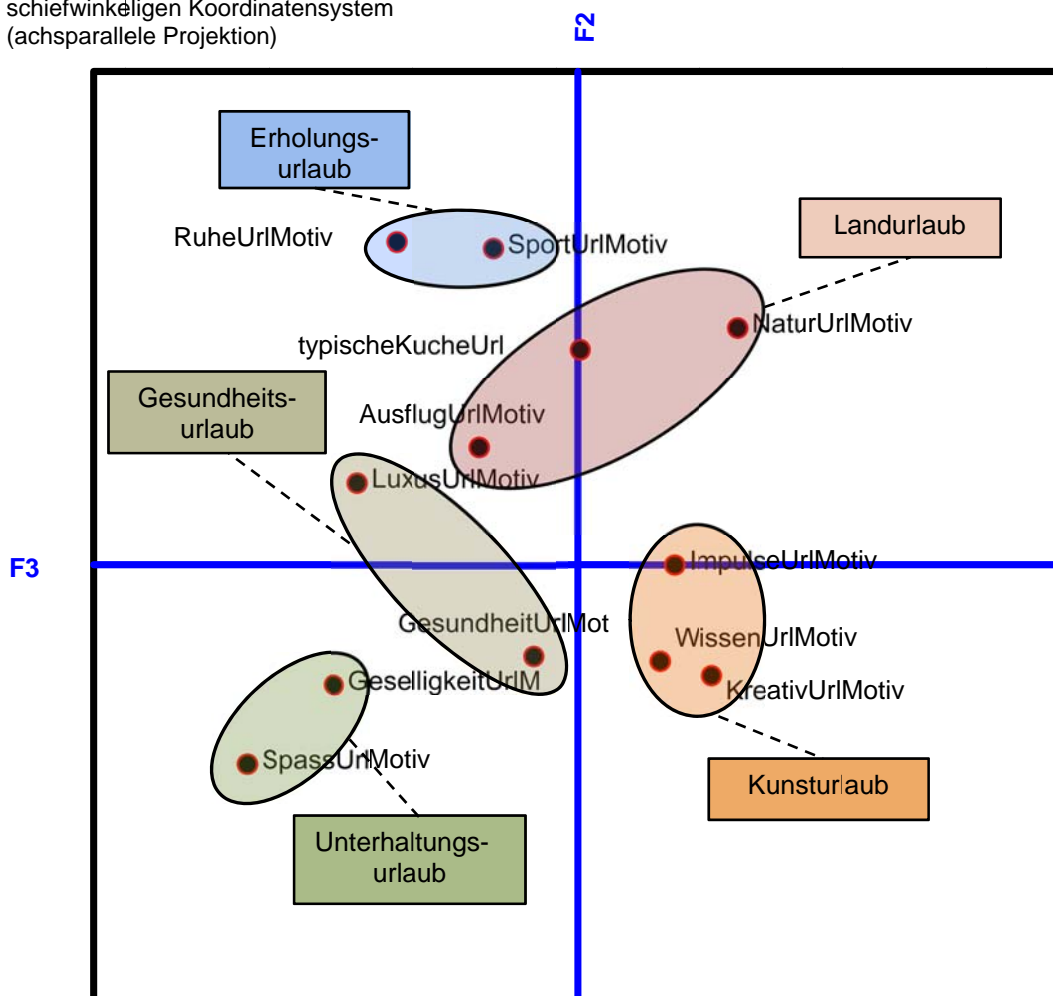 schiefwinkeligen Koordinatensystem
(achsparallele Projektion)
F2
Erholungs-
urlaub
RuheUrlMotiv
SportUrlMotiv
Landurlaub
NaturUrlMotiv
typischeKucheUrl
Gesundheits-
urlaub
AusflugUrlMotiv
LuxusUrlMotiv
F3
ImpulseUrlMotiv
GesundheitUrlMot
WissenUrlMotiv
GeselligkeitUrlM
KreativUrlMotiv
SpassUrlMotiv
Kunsturlaub
Unterhaltungs-
urlaub